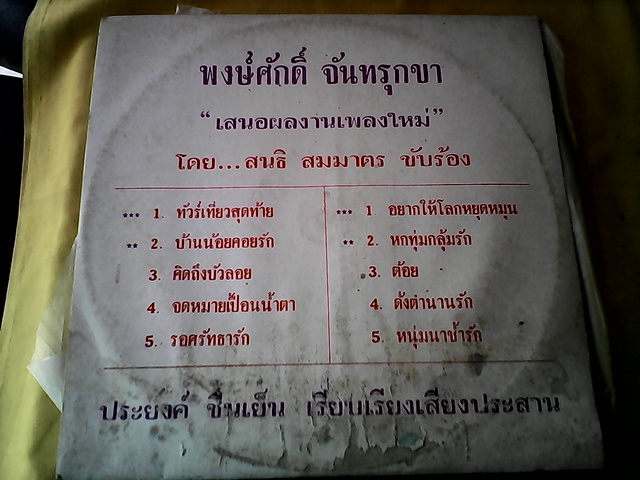 พงษ์ศักดิ์ จันทรุกขา
“เสนอผลงานเพลงใหม่”
โดย...สนธิ สมมาตร ขับร้อง
*** 1. ทัวร์เที่ยวสุดท้าย
** 2. บ้านน้อยคอยรัก
3. คิดถึงบัวลอย
4. จดหมายเปื้อนน้ำตา
5. รอศรัทธารัก
*** 1. อยากให้โลกหยุดหมุน
** 2. หกทุ่มกลุ้มรัก
3. ต้อย
4. ดั่งตำนานรัก
5. หนุ่มนาช้ำรัก
ประยงค์ ชื่นเย็น เรียบเรียงเสียงประสาน